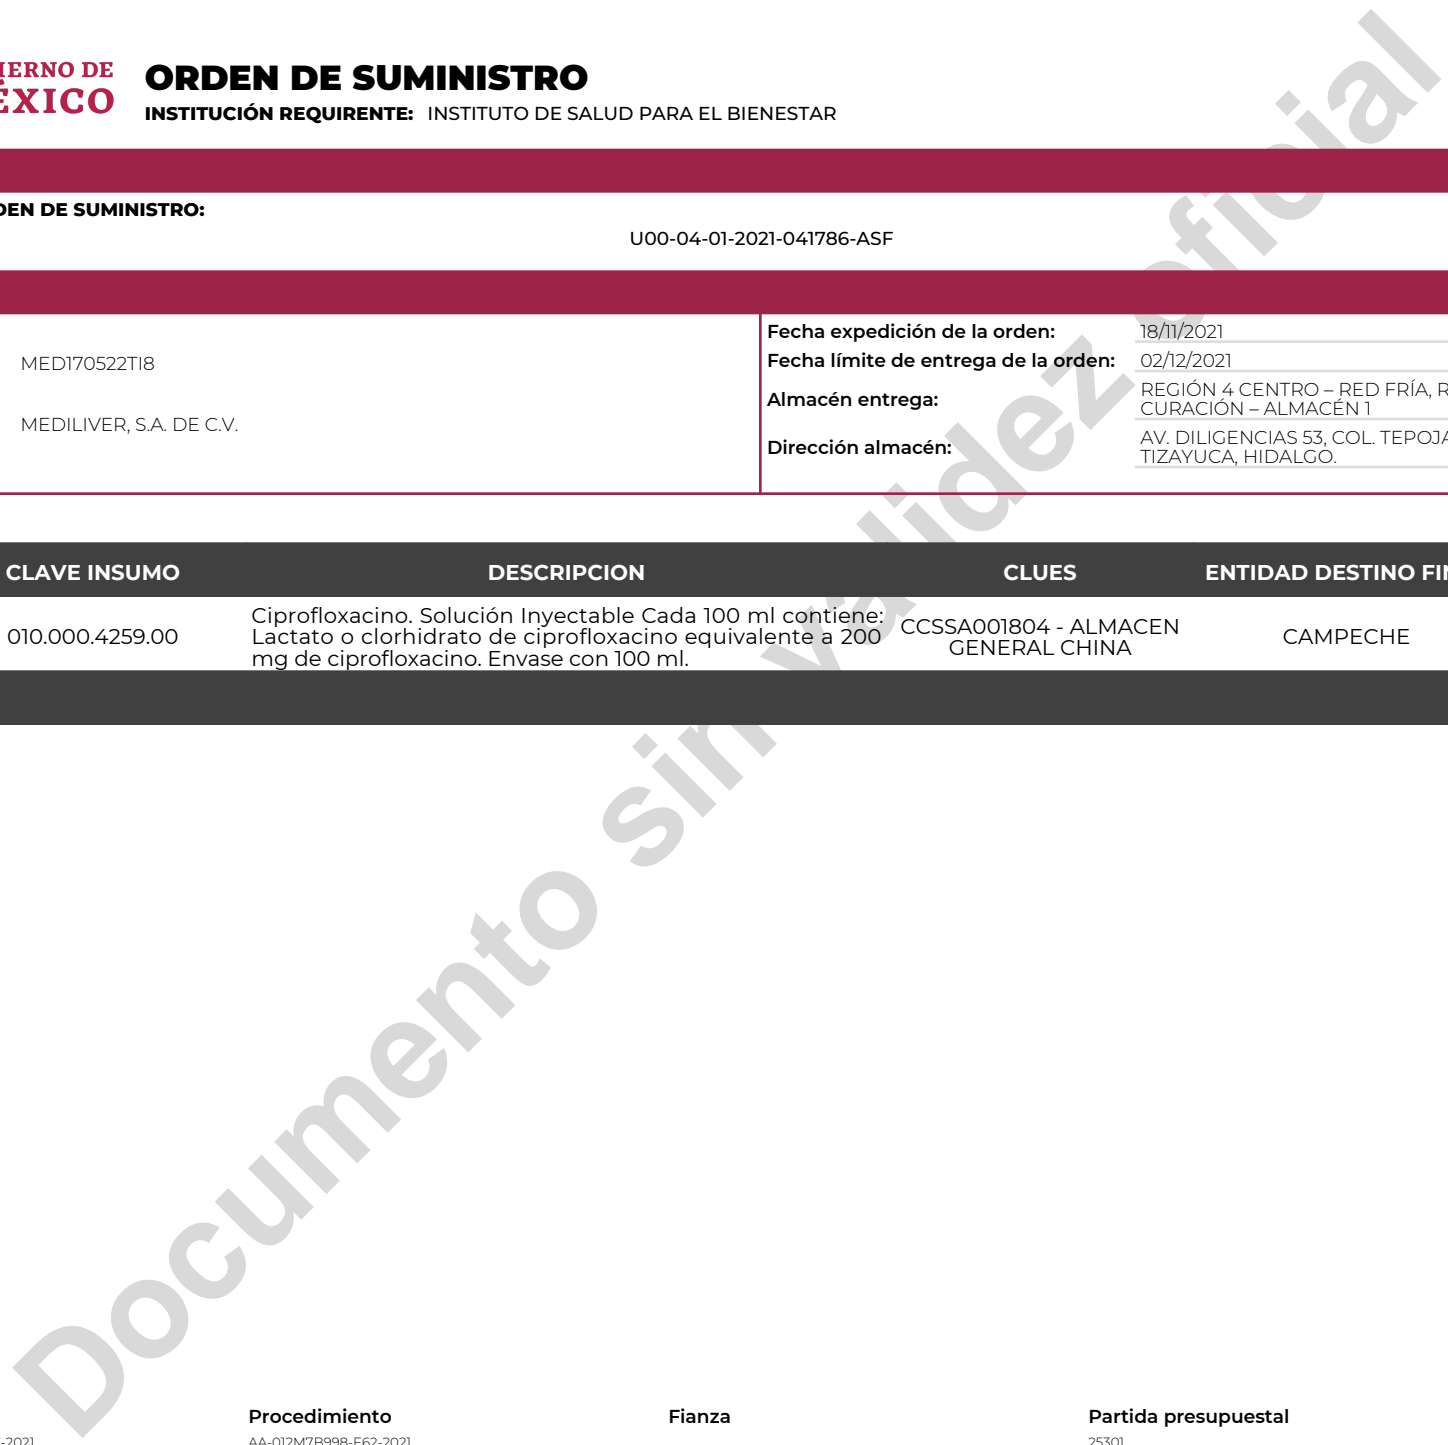 IERNO DE
ÉXICO
ORDEN DE SUMINISTRO
INSTITUCIÓN REQUIRENTE: INSTITUTO DE SALUD PARA EL BIENESTAR
DEN DE SUMINISTRO:
U00-04-01-2021-041786-ASF
MED170522TI8
MEDILIVER, S.A. DE C.V.
Fecha expedición de la orden: 18/11/2021
Fecha límite de entrega de la orden: 02/12/2021
Almacén entrega: REGIÓN 4 CENTRO – RED FRÍA, R
CURACIÓN – ALMACÉN 1
Dirección almacén: AV. DILIGENCIAS 53, COL. TEPOJA
TIZAYUCA, HIDALGO.
CLAVE INSUMO DESCRIPCION CLUES ENTIDAD DESTINO FIN
010.000.4259.00
Ciprofloxacino. Solución Inyectable Cada 100 ml contiene:
Lactato o clorhidrato de ciprofloxacino equivalente a 200
mg de ciprofloxacino. Envase con 100 ml.
CCSSA001804 - ALMACEN
GENERAL CHINA
CAMPECHE
Documento sin validez oficial
Procedimiento Fianza Partida presupuestal
-2021 AA-012M7B998-E62-2021 25301